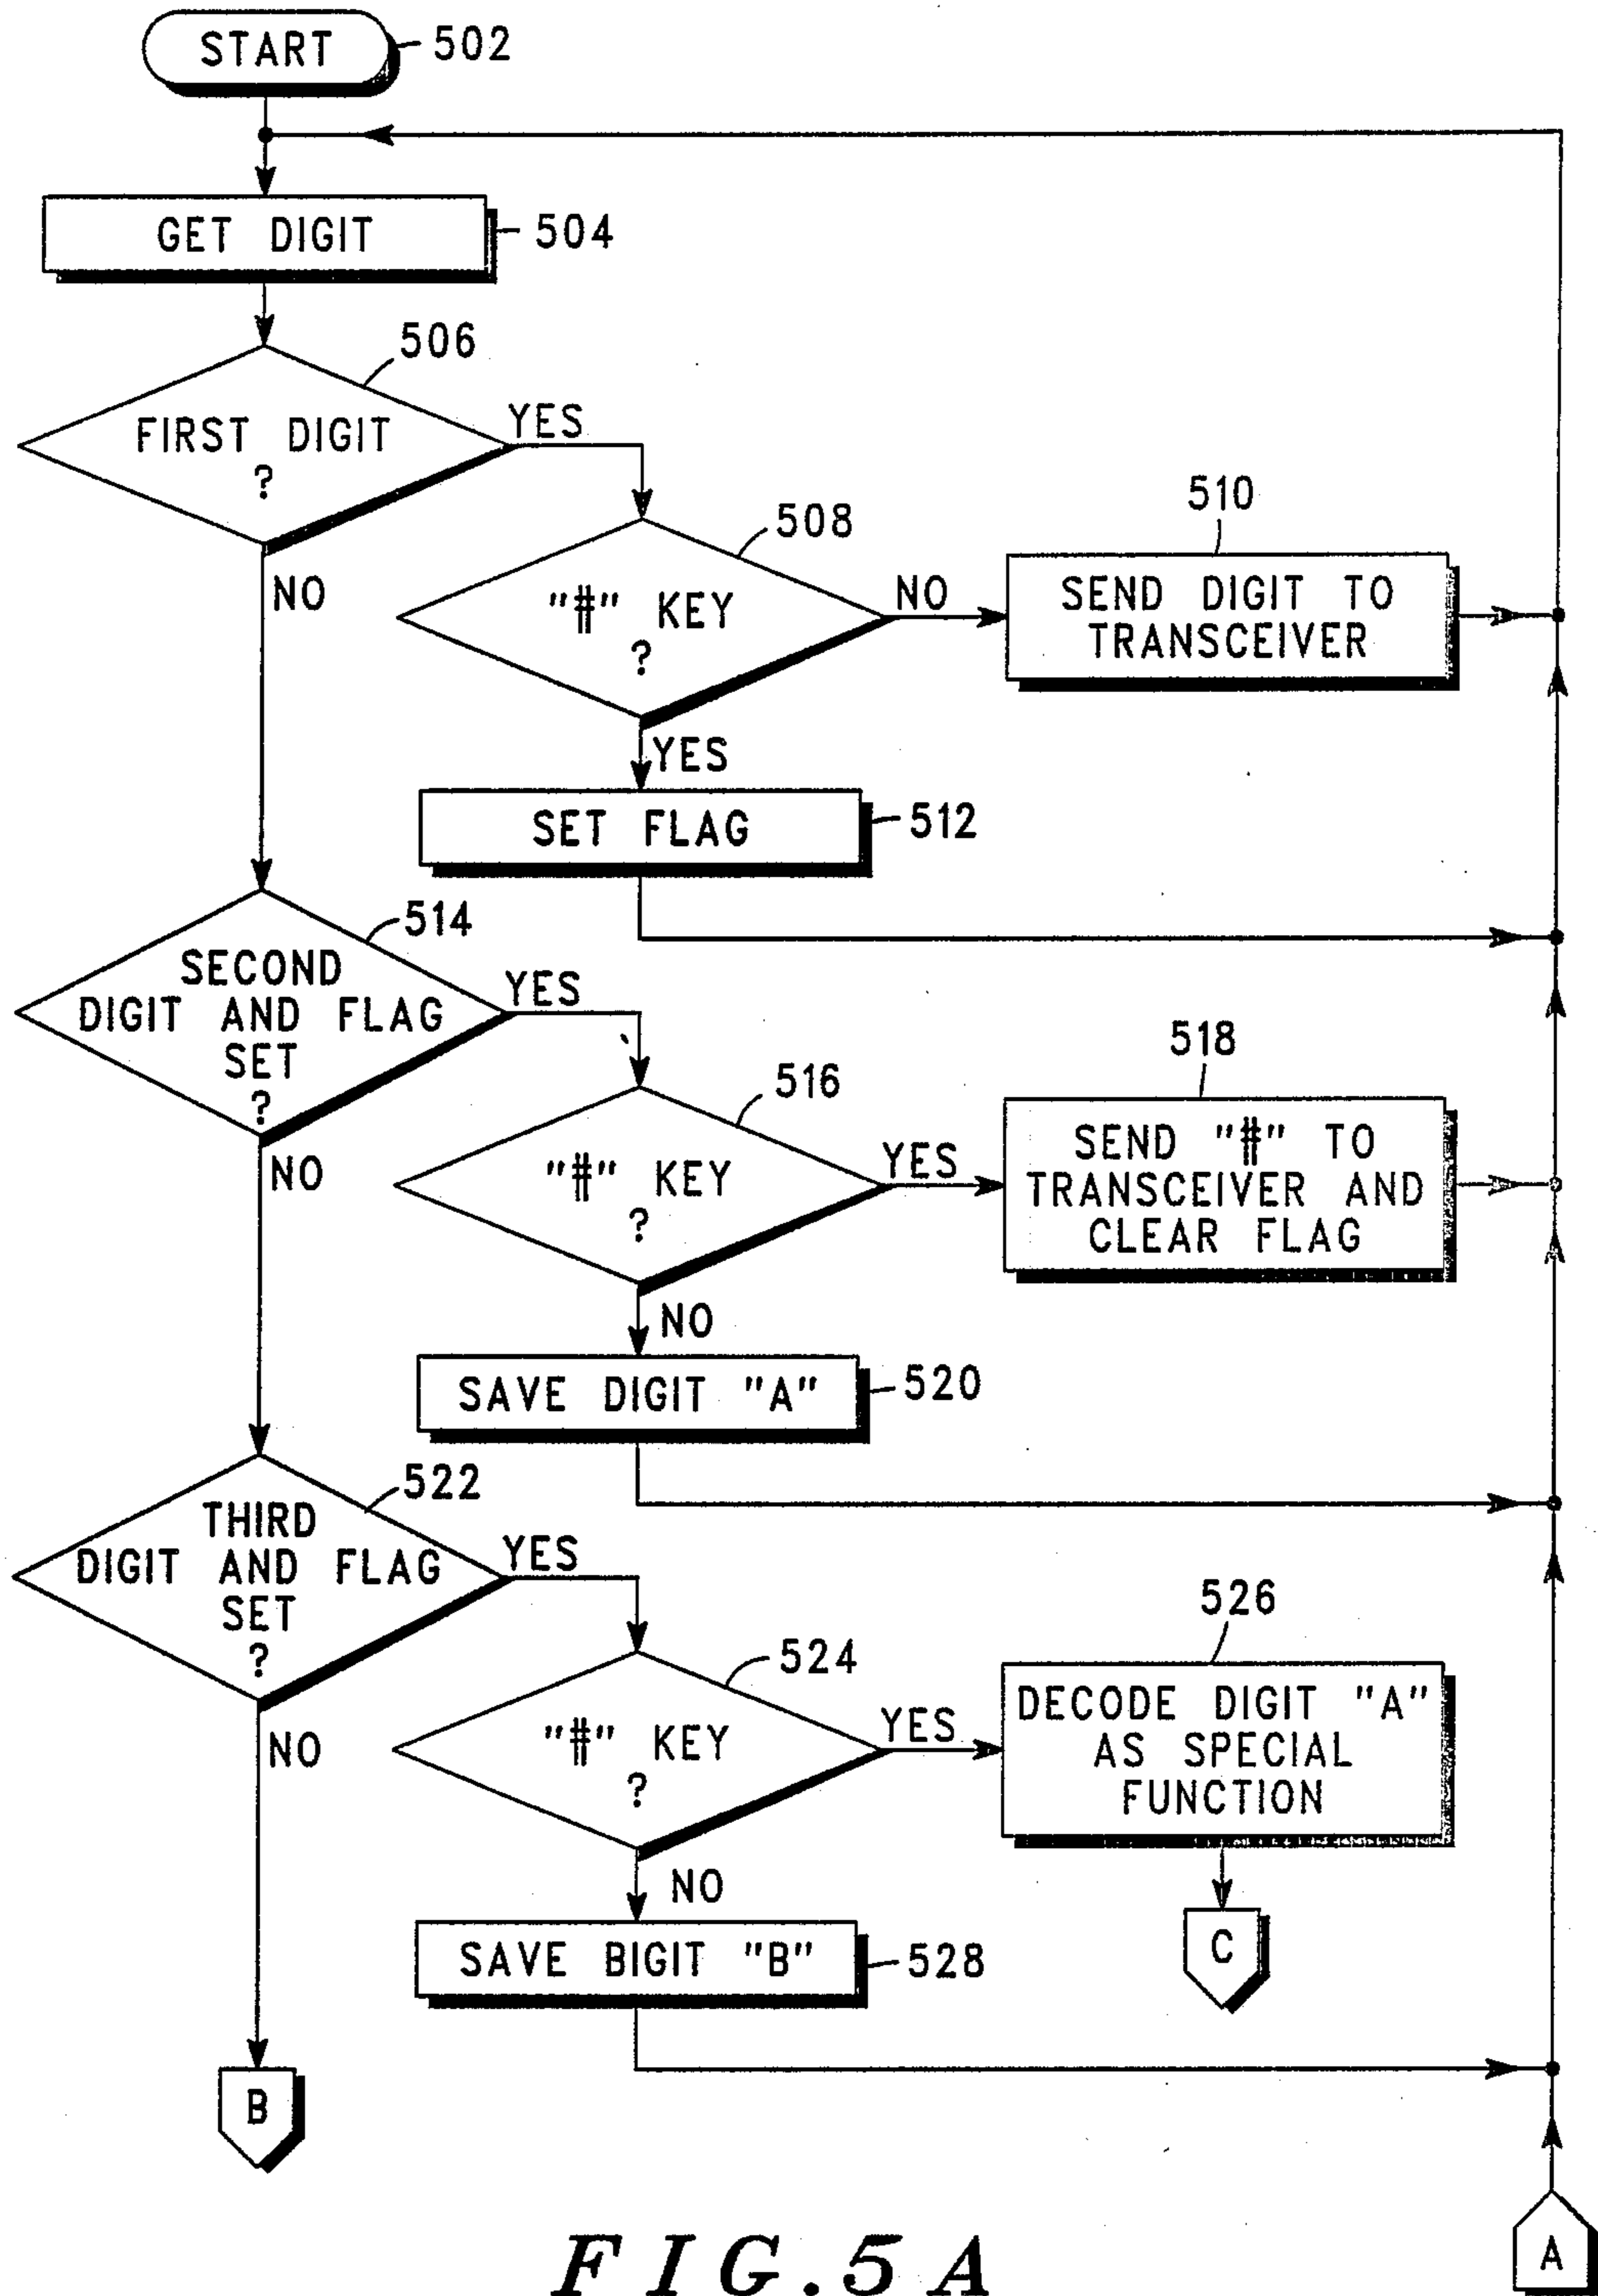 START
502
GET DIGIT
504
506
FIRST DIGIT
?
YES
NO
508
"#" KEY
?
NO
YES
510
SEND DIGIT TO
TRANSCEIVER
SET FLAG
512
514
SECOND
DIGIT AND FLAG
SET
?
YES
NO
516
"#" KEY
?
YES
NO
518
SEND "#" TO
TRANSCEIVER AND
CLEAR FLAG
SAVE DIGIT "A"
520
522
THIRD
DIGIT AND FLAG
SET
?
YES
NO
524
"#" KEY
?
YES
NO
526
DECODE DIGIT "A"
AS SPECIAL
FUNCTION
C
SAVE BIGIT "B"
528
B
A
FIG.5A